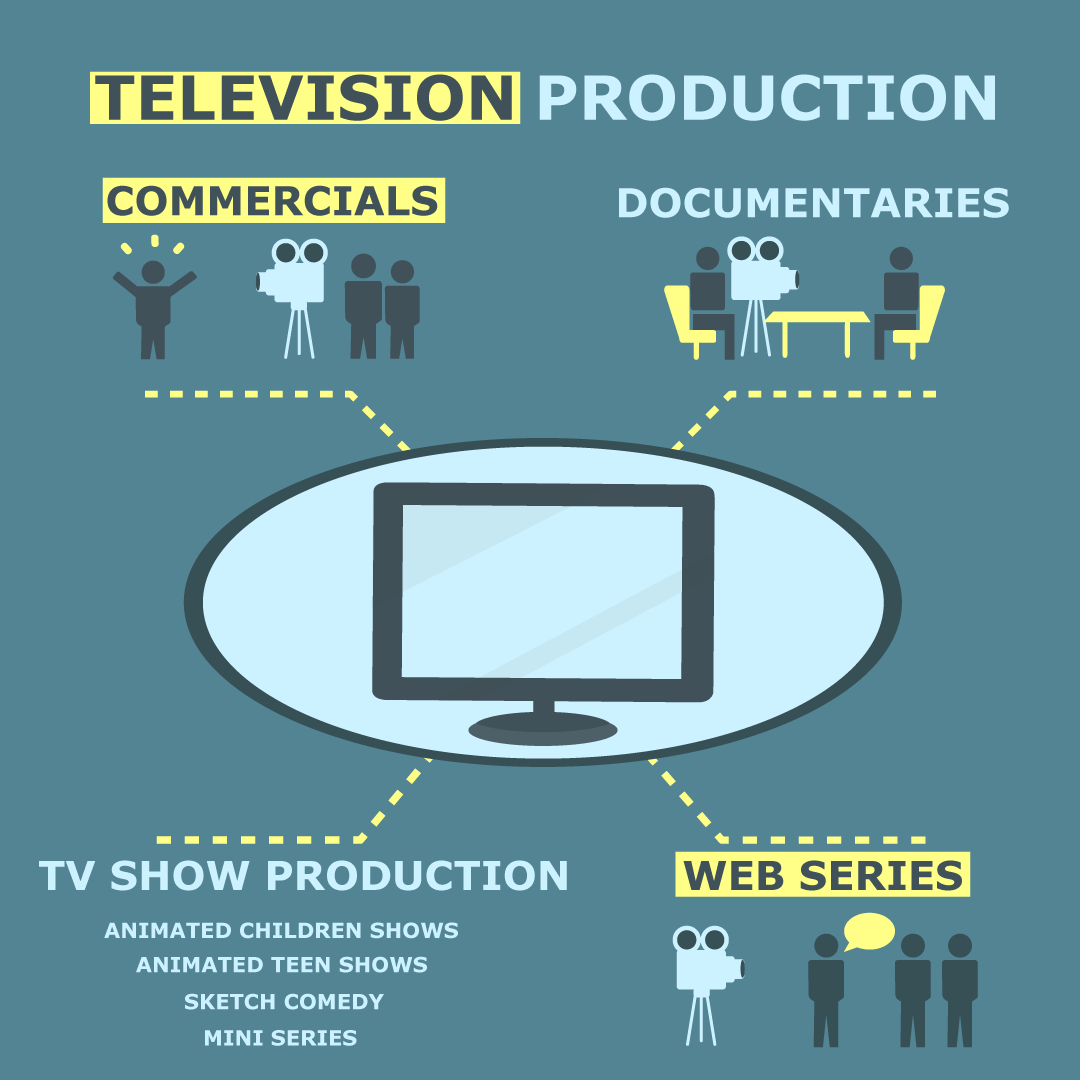 TELEVISION PRODUCTION
COMMERCIALS
DOCUMENTARIES
TV SHOW PRODUCTION
ANIMATED CHILDREN SHOWS
ANIMATED TEEN SHOWS
SKETCH COMEDY
MINI SERIES
WEB SERIES